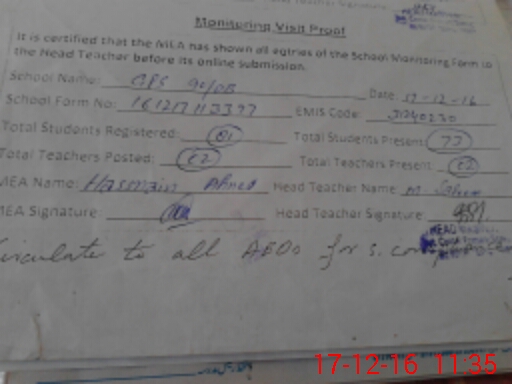 Monitoring Visit Proof
It is certified that the MEA has shown all entries of the School Monitoring Form to
the Head Teacher before its online submission.
School Name: GPS Date: 17-12-16
School Form No: EMIS Code:
Total Students Registered: Total Students Present: 77
Total Teachers Posted: 02 Total Teachers Present: 02
MEA Name: Hasnain Ahmed Head Teacher Name: M.
MEA Signature: Head Teacher Signature:
Circulate to all AEOs for s.
17-12-16 11:35